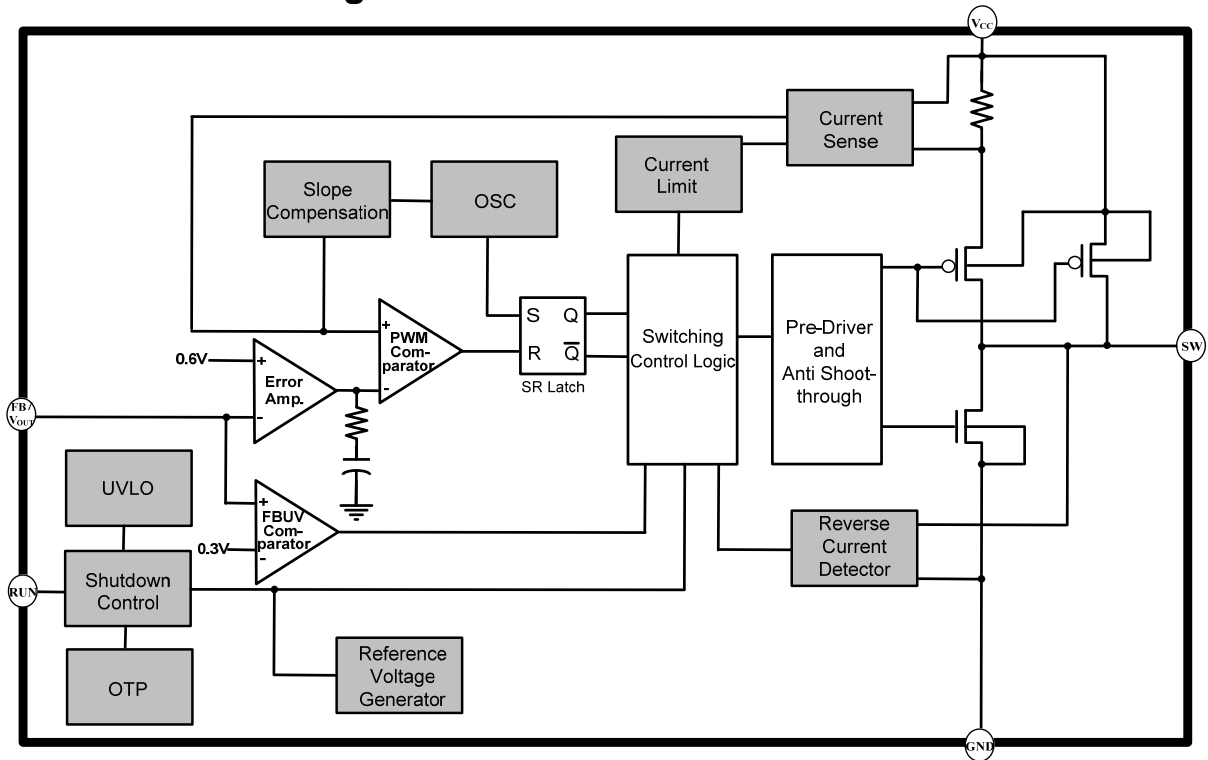 VCC
Current
Sense
Current
Limit
Slope
Compensation
OSC
S Q
R Q̅
SR Latch
+
PWM
Com-
parator
-
0.6V
+
Error
Amp.
-
Switching
Control Logic
Pre-Driver
and
Anti Shoot-
through
SW
FB/
VOUT
UVLO
+
FBUV
Com-
parator
-
0.3V
Reverse
Current
Detector
RUN
Shutdown
Control
OTP
Reference
Voltage
Generator
GND